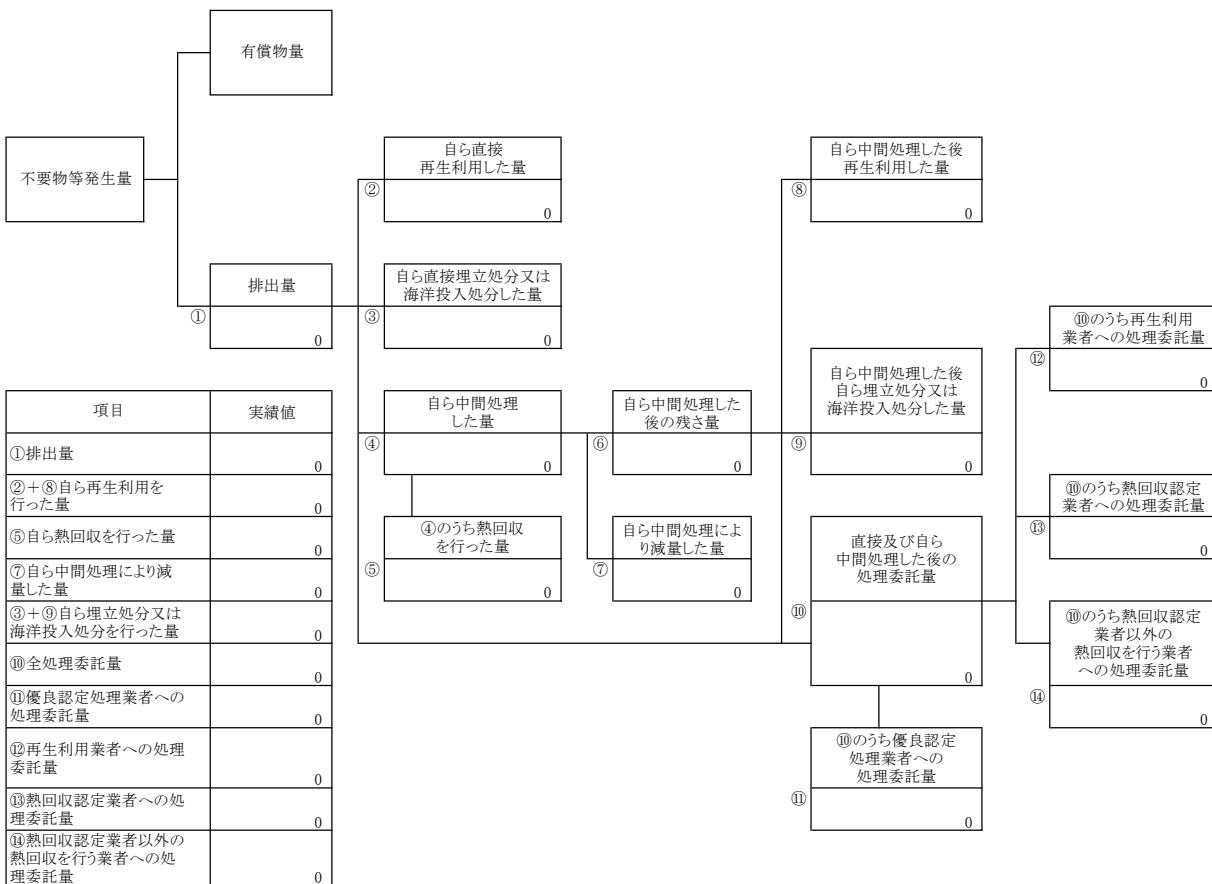 有償物量
不要物等発生量
自ら直接
再生利用した量
②
0
自ら中間処理した後
再生利用した量
⑧
0
排出量
①
0
自ら直接埋立処分又は
海洋投入処分した量
③
0
⑩のうち再生利用
業者への処理委託量
⑫
0
自ら中間処理
した量
④
0
自ら中間処理した
後の残さ量
⑥
0
自ら中間処理した後
自ら埋立処分又は
海洋投入処分した量
⑨
0
④のうち熱回収
を行った量
⑤
0
自ら中間処理によ
り減量した量
⑦
0
直接及び自ら
中間処理した後の
処理委託量
⑩
0
⑩のうち熱回収認定
業者への処理委託量
⑬
0
⑩のうち熱回収認定
業者以外の
熱回収を行う業者
への処理委託量
⑭
0
⑩のうち優良認定
処理業者への
処理委託量
⑪
0
項目 実績値
①排出量
0
②+⑧自ら再生利用を
行った量 0
⑤自ら熱回収を行った量
0
⑦自ら中間処理により減
量した量 0
③+⑨自ら埋立処分又は
海洋投入処分を行った量 0
⑩全処理委託量
0
⑪優良認定処理業者への
処理委託量 0
⑫再生利用業者への処理
委託量
0
⑬熱回収認定業者への処
理委託量 0
⑭熱回収認定業者以外の
熱回収を行う業者への処
理委託量 0